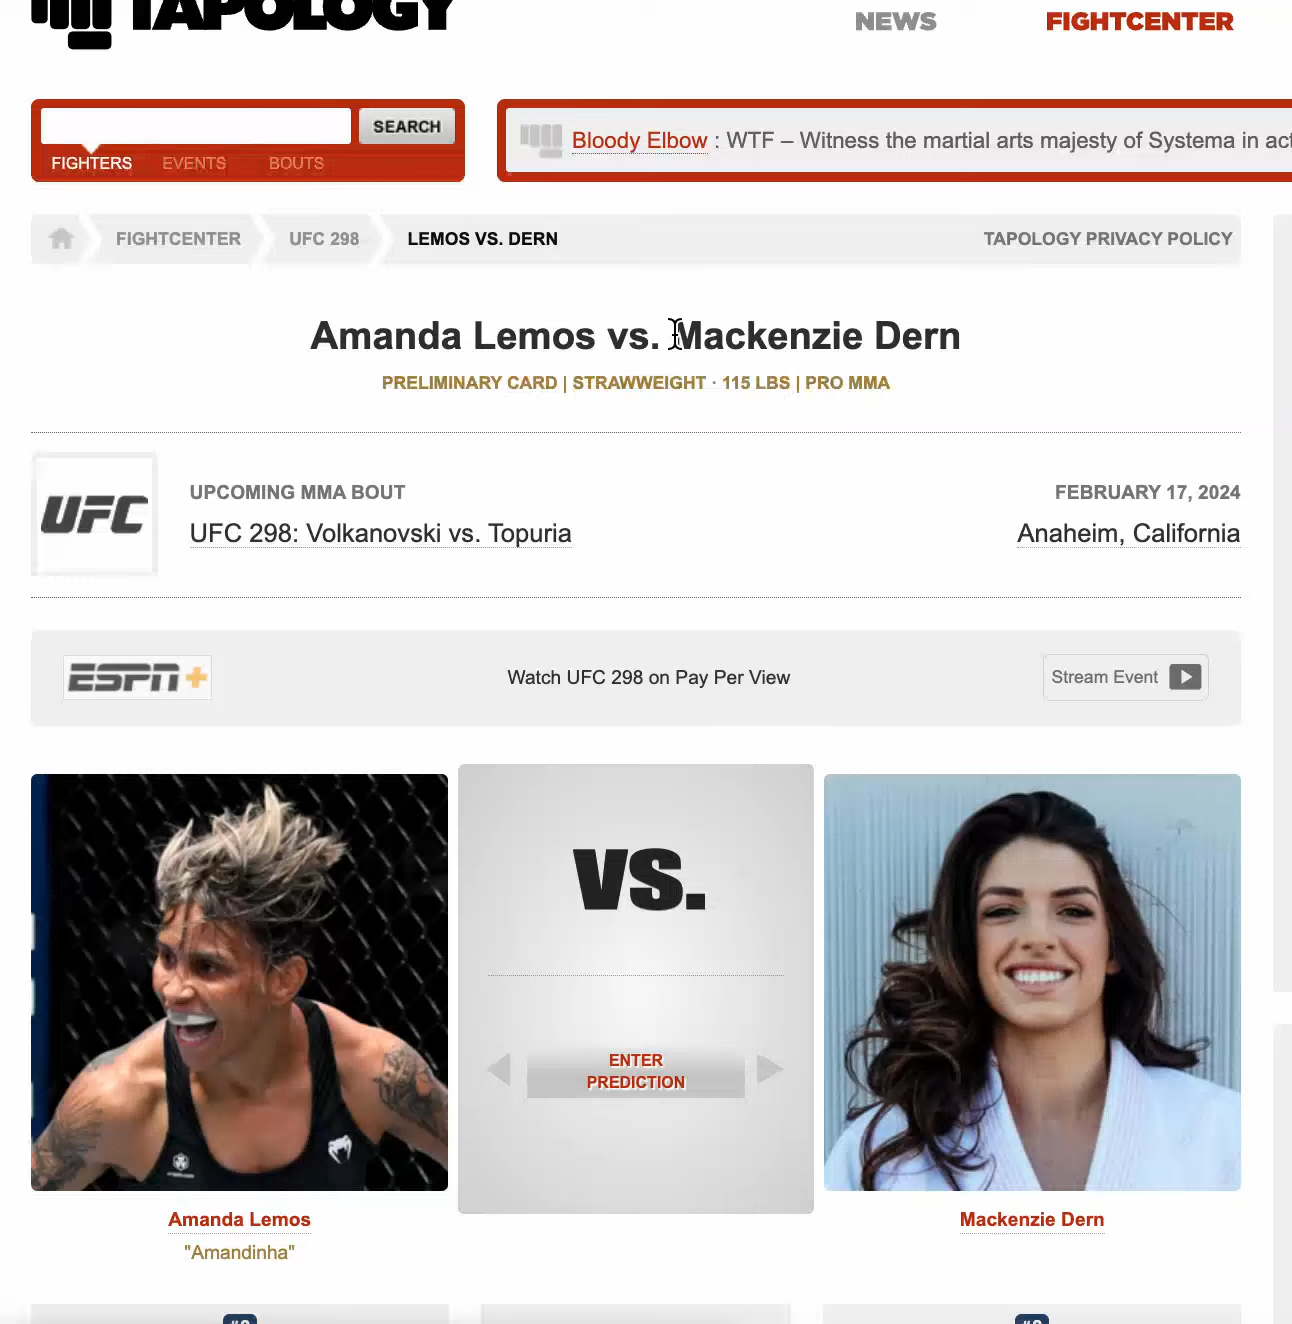 TAPOLOGY
NEWS
FIGHTCENTER
SEARCH
FIGHTERS EVENTS BOUTS
Bloody Elbow : WTF – Witness the martial arts majesty of Systema in act
FIGHTCENTER
UFC 298
LEMOS VS. DERN
TAPOLOGY PRIVACY POLICY
Amanda Lemos vs. Mackenzie Dern
PRELIMINARY CARD | STRAWWEIGHT · 115 LBS | PRO MMA
UFC
UPCOMING MMA BOUT
UFC 298: Volkanovski vs. Topuria
FEBRUARY 17, 2024
Anaheim, California
ESPN+
Watch UFC 298 on Pay Per View
Stream Event
VS.
ENTER
PREDICTION
Amanda Lemos
"Amandinha"
Mackenzie Dern